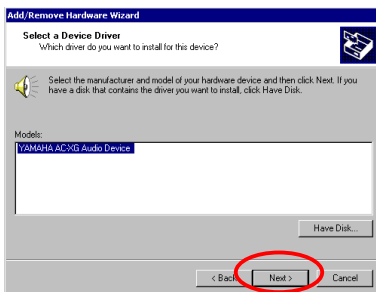 Add/Remove Hardware Wizard
Select a Device Driver
Which driver do you want to install for this device?
Select the manufacturer and model of your hardware device and then click Next. If you
have a disk that contains the driver you want to install, click Have Disk.
Models:
YAMAHA AC-XG Audio Device
Have Disk...
< Back
Next >
Cancel